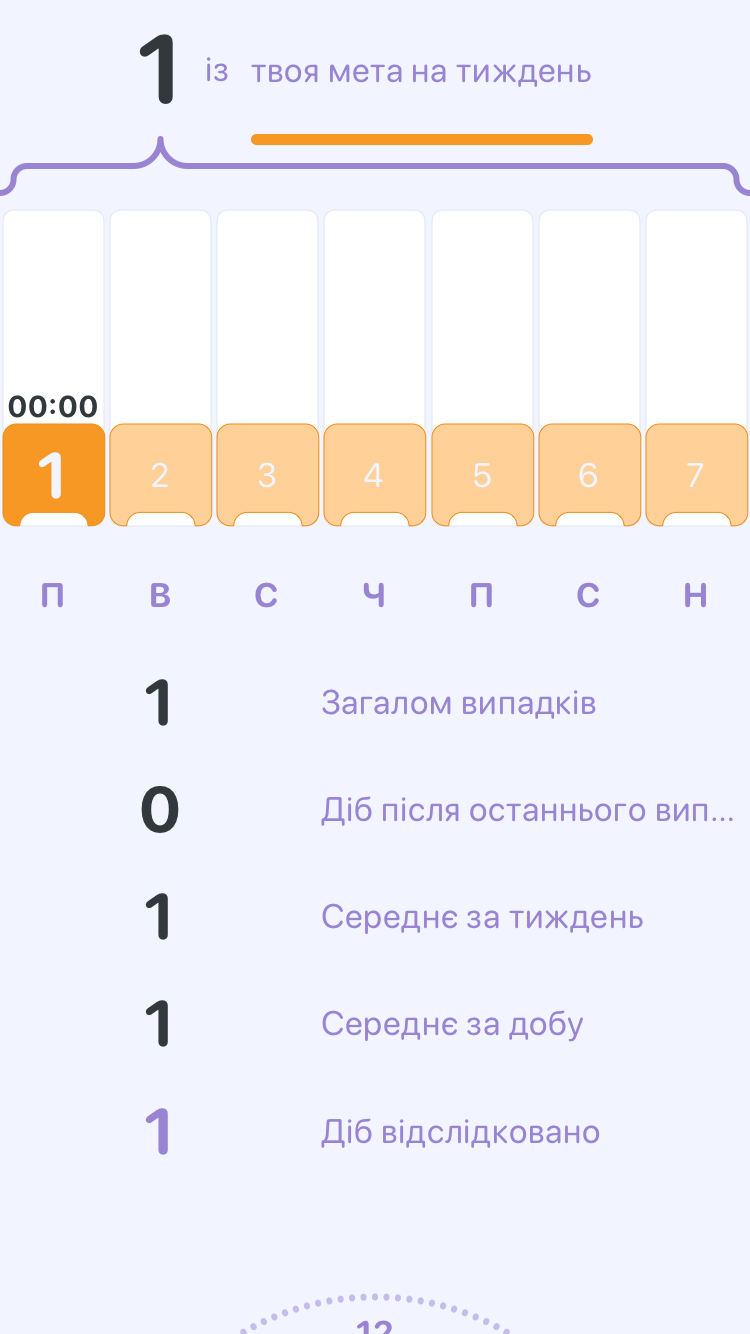 1 із твоя мета на тиждень
00:00
1 2 3 4 5 6 7
П В С Ч П С Н
1 Загалом випадків
0 Діб після останнього вип...
1 Середнє за тиждень
1 Середнє за добу
1 Діб відслідковано
12